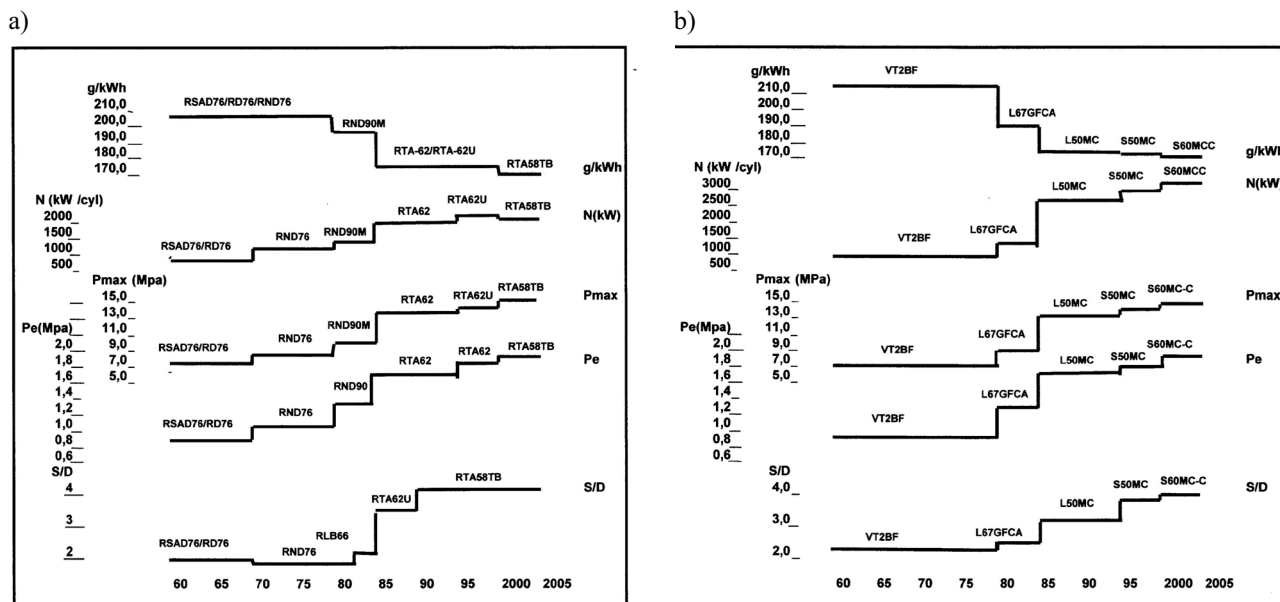 a)
g/kWh
210,0
200,0
190,0
180,0
170,0
RSAD76/RD76/RND76
RND90M
RTA-62/RTA-62U
RTA58TB
g/kWh
N (kW /cyl)
2000
1500
1000
500
RSAD76/RD76
RND76
RND90M
RTA62
RTA62U
RTA58TB
N(kW)
Pmax (Mpa)
15,0
13,0
11,0
9,0
7,0
5,0
RSAD76/RD76
RND76
RND90M
RTA62
RTA62U
RTA58TB
Pmax
Pe(Mpa)
2,0
1,8
1,6
1,4
1,2
1,0
0,8
0,6
RSAD76/RD76
RND76
RND90
RTA62
RTA62
RTA58TB
Pe
S/D
4
3
2
RSAD76/RD76
RND76
RLB66
RTA62U
RTA58TB
S/D
60 65 70 75 80 85 90 95 2000 2005
b)
g/kWh
210,0
200,0
190,0
180,0
170,0
VT2BF
L67GFCA
L50MC
S50MC
S60MCC
g/kWh
N (kW /cyl)
3000
2500
2000
1500
1000
500
VT2BF
L67GFCA
L50MC
S50MC
S60MCC
N(kW)
Pmax (MPa)
15,0
13,0
11,0
9,0
7,0
5,0
VT2BF
L67GFCA
L50MC
S50MC
S60MC-C
Pmax
Pe(Mpa)
2,0
1,8
1,6
1,4
1,2
1,0
0,8
0,6
VT2BF
L67GFCA
L50MC
S50MC
S60MC-C
Pe
S/D
4,0
3,0
2,0
VT2BF
L67GFCA
L50MC
S50MC
S60MC-C
S/D
60 65 70 75 80 85 90 95 2000 2005